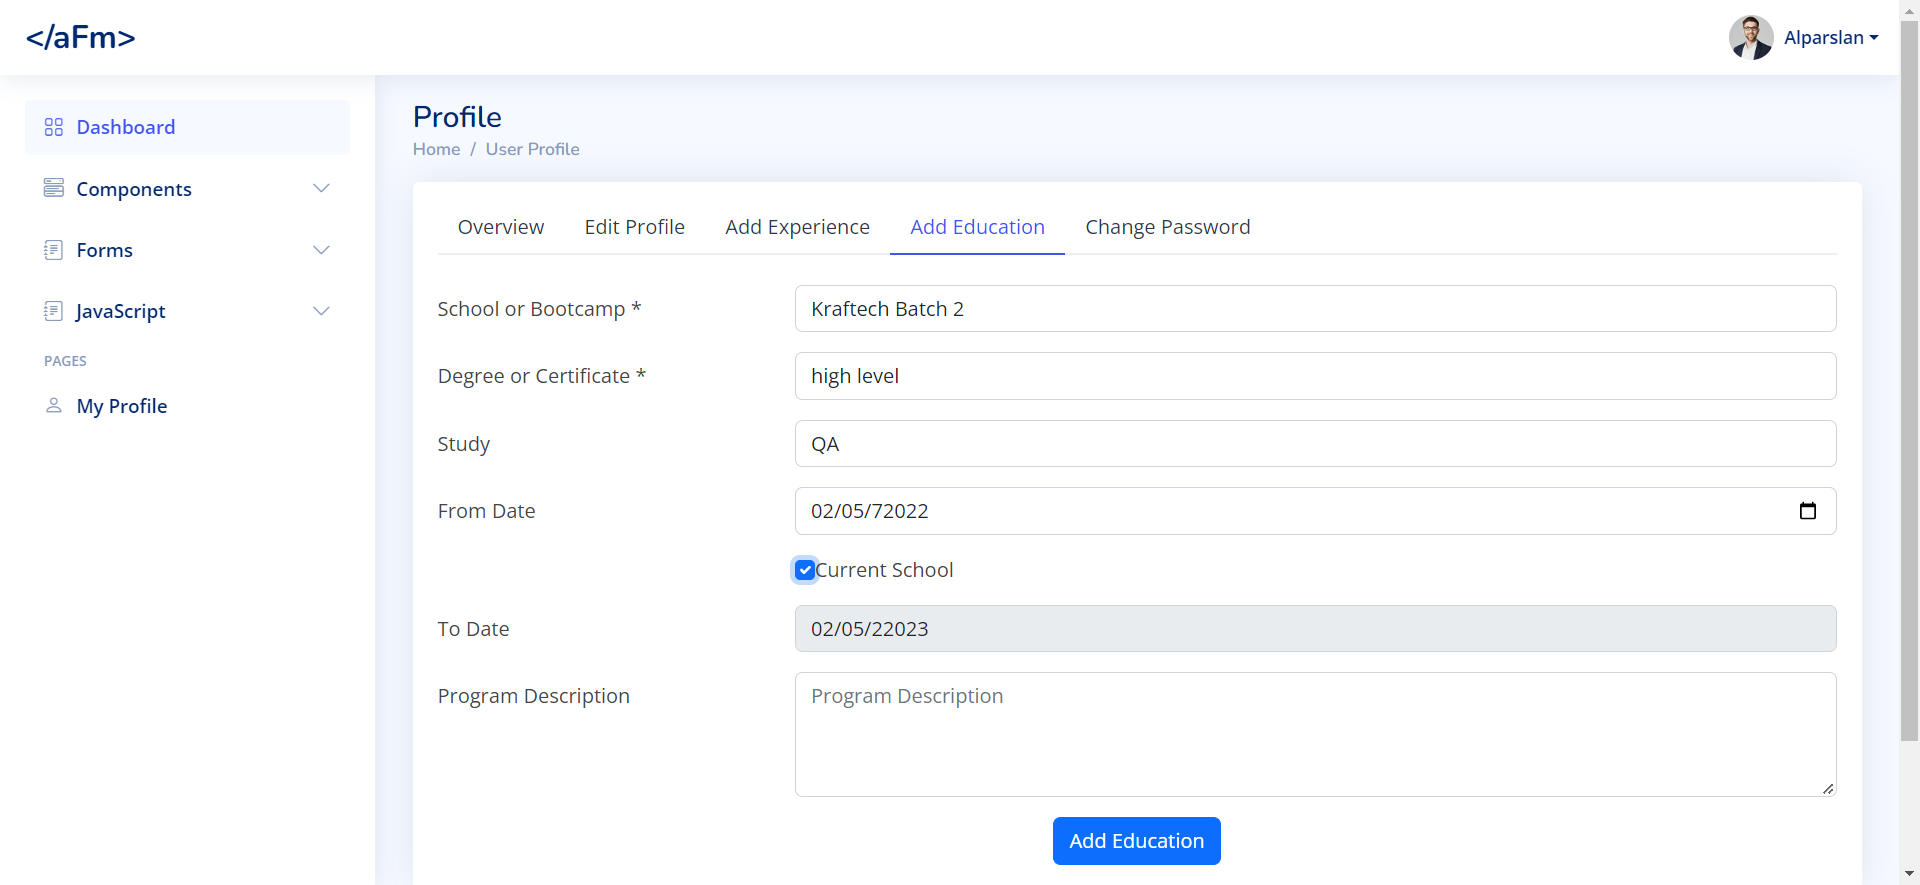 </aFm>
Alparslan
Dashboard
Components
Forms
JavaScript
PAGES
My Profile
Profile
Home / User Profile
Overview Edit Profile Add Experience Add Education Change Password
School or Bootcamp * Kraftech Batch 2
Degree or Certificate * high level
Study QA
From Date 02/05/72022
Current School
To Date 02/05/22023
Program Description Program Description
Add Education